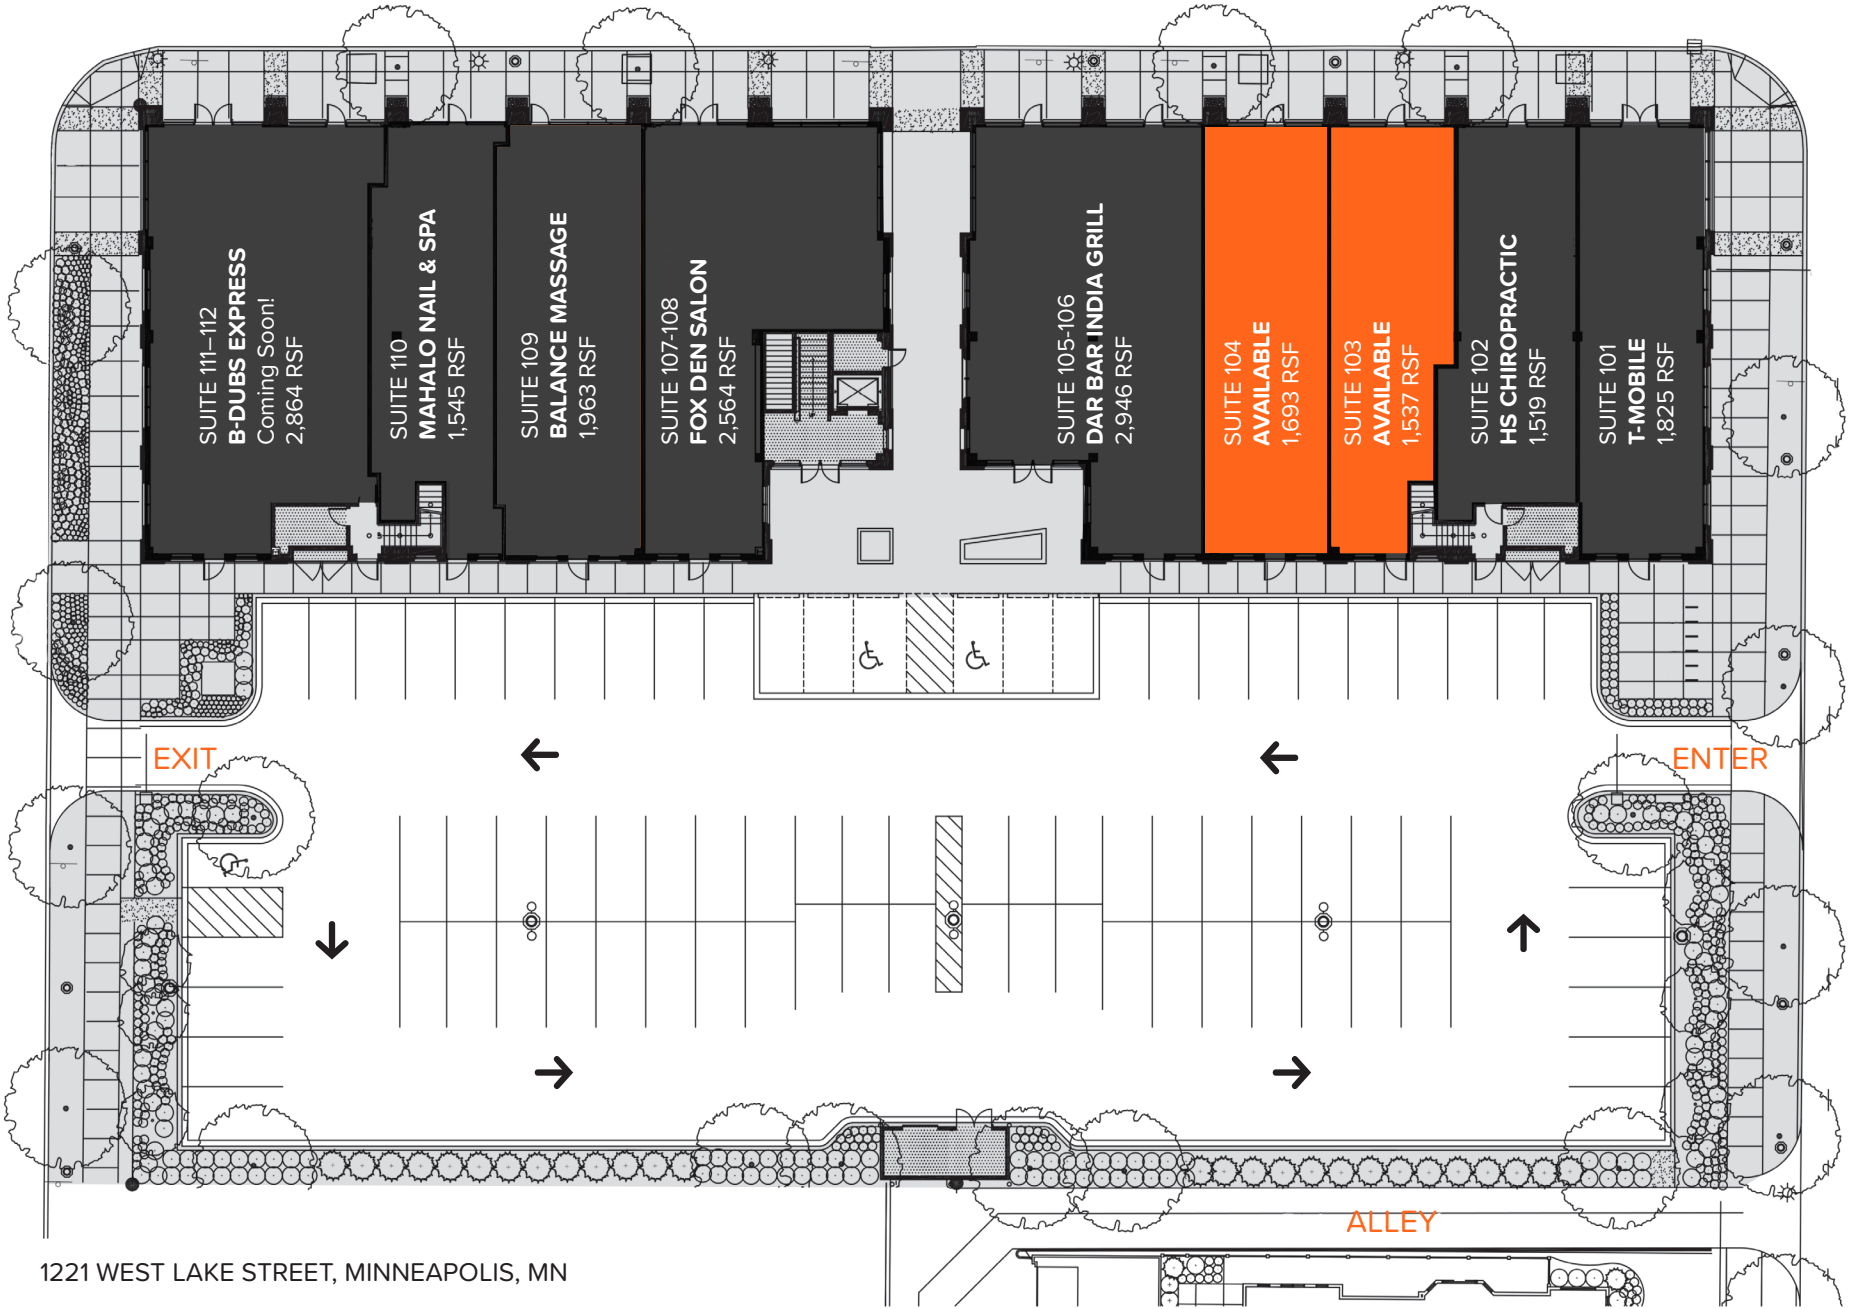 SUITE 111–112
B-DUBS EXPRESS
Coming Soon!
2,864 RSF
SUITE 110
MAHALO NAIL & SPA
1,545 RSF
SUITE 109
BALANCE MASSAGE
1,963 RSF
SUITE 107-108
FOX DEN SALON
2,564 RSF
SUITE 105-106
DAR BAR INDIA GRILL
2,946 RSF
SUITE 104
AVAILABLE
1,693 RSF
SUITE 103
AVAILABLE
1,537 RSF
SUITE 102
HS CHIROPRACTIC
1,519 RSF
SUITE 101
T-MOBILE
1,825 RSF
EXIT
ENTER
ALLEY
1221 WEST LAKE STREET, MINNEAPOLIS, MN